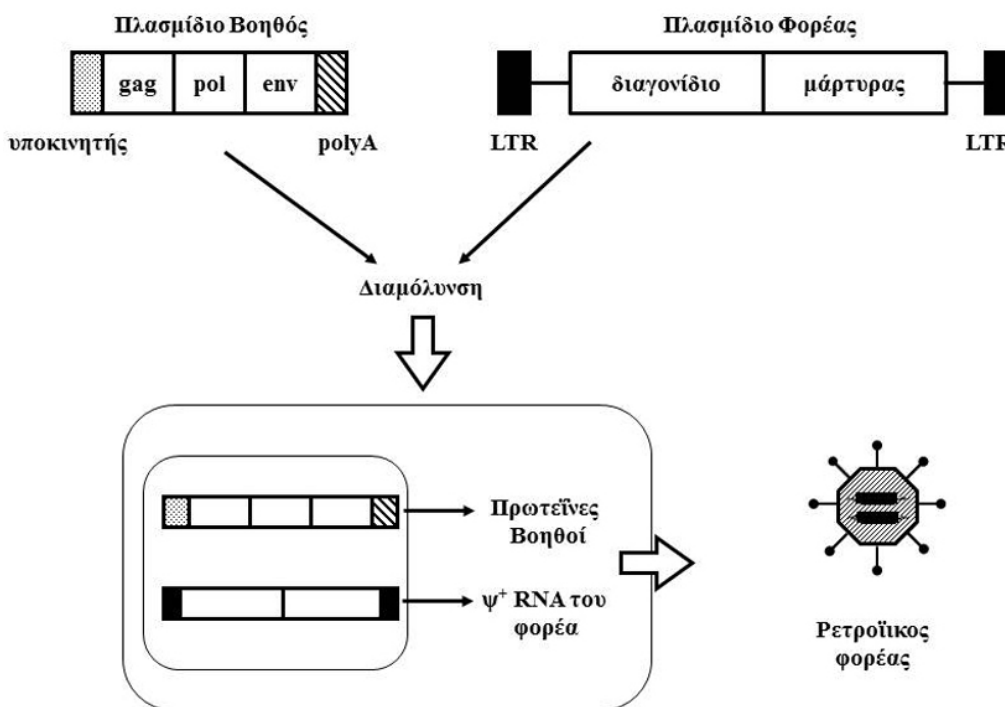 Πλασμίδιο Βοηθός
Πλασμίδιο Φορέας
gag
pol
env
διαγονίδιο
μάρτυρας
υποκινητής
polyA
LTR
LTR
Διαμόλυνση
Πρωτεΐνες
Βοηθοί
ψ⁺ RNA του
φορέα
Ρετροϊικος
φορέας